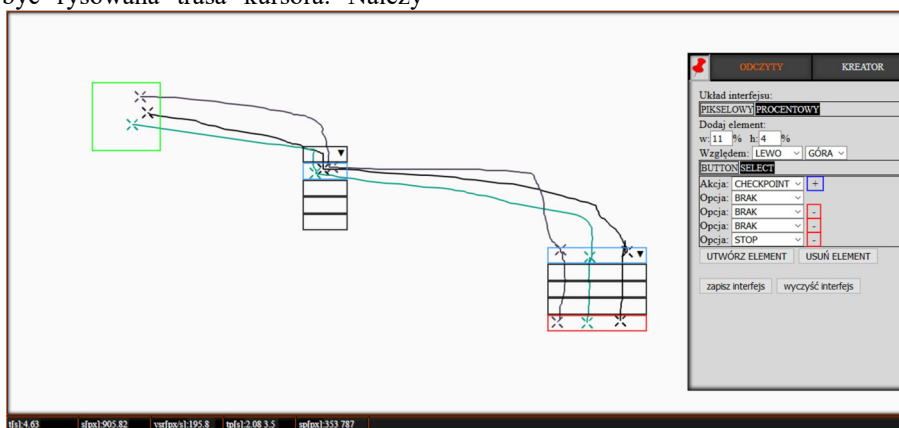 być rysowana trasa kursora. Należy
ODCZYTY KREATOR
Układ interfejsu:
PIKSELOWY PROCENTOWY
Dodaj element:
w: 11 % h: 4 %
Względem: LEWO GÓRA
BUTTON SELECT
Akcja: CHECKPOINT +
Opcja: BRAK
Opcja: BRAK -
Opcja: BRAK -
Opcja: STOP -
UTWÓRZ ELEMENT USUŃ ELEMENT
zapisz interfejs wyczyść interfejs
t[s]:4.63 s[px]:905.82 vsr[px/s]:195.8 tp[s]:2.08 3.5 sp[px]:353 787